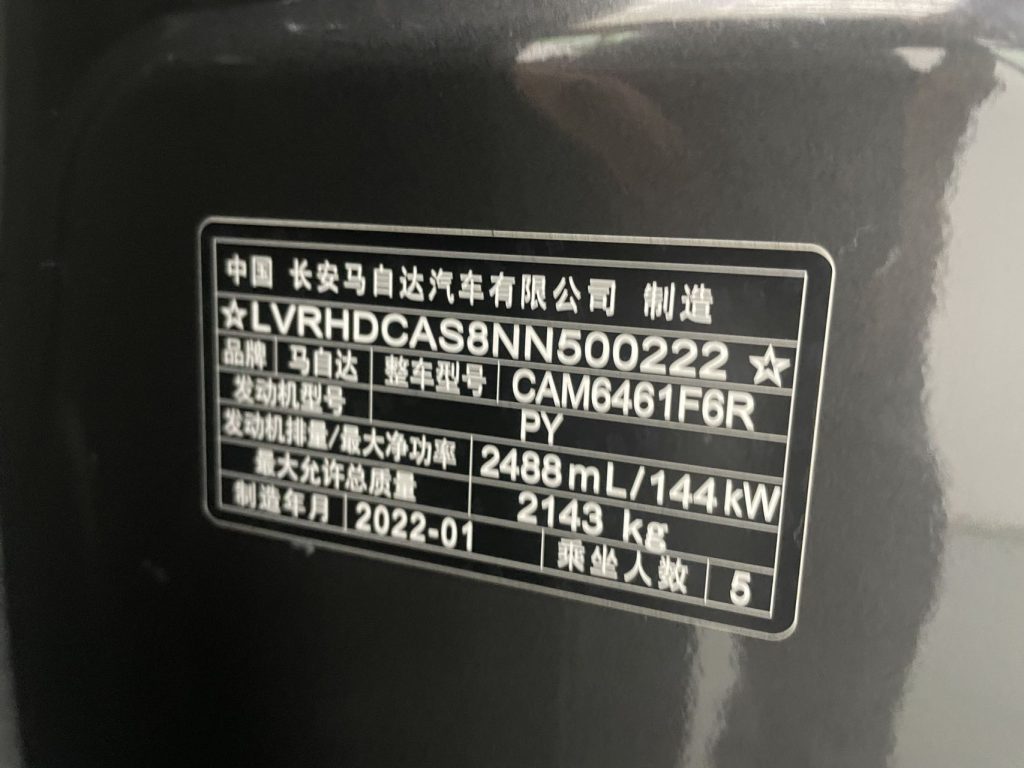 中国 长安马自达汽车有限公司 制造
☆LVRHDCAS8NN500222☆
品牌 马自达 整车型号 CAM6461F6R
发动机型号 PY
发动机排量/最大净功率 2488mL/144kW
最大允许总质量 2143 kg
制造年月 2022-01 乘坐人数 5